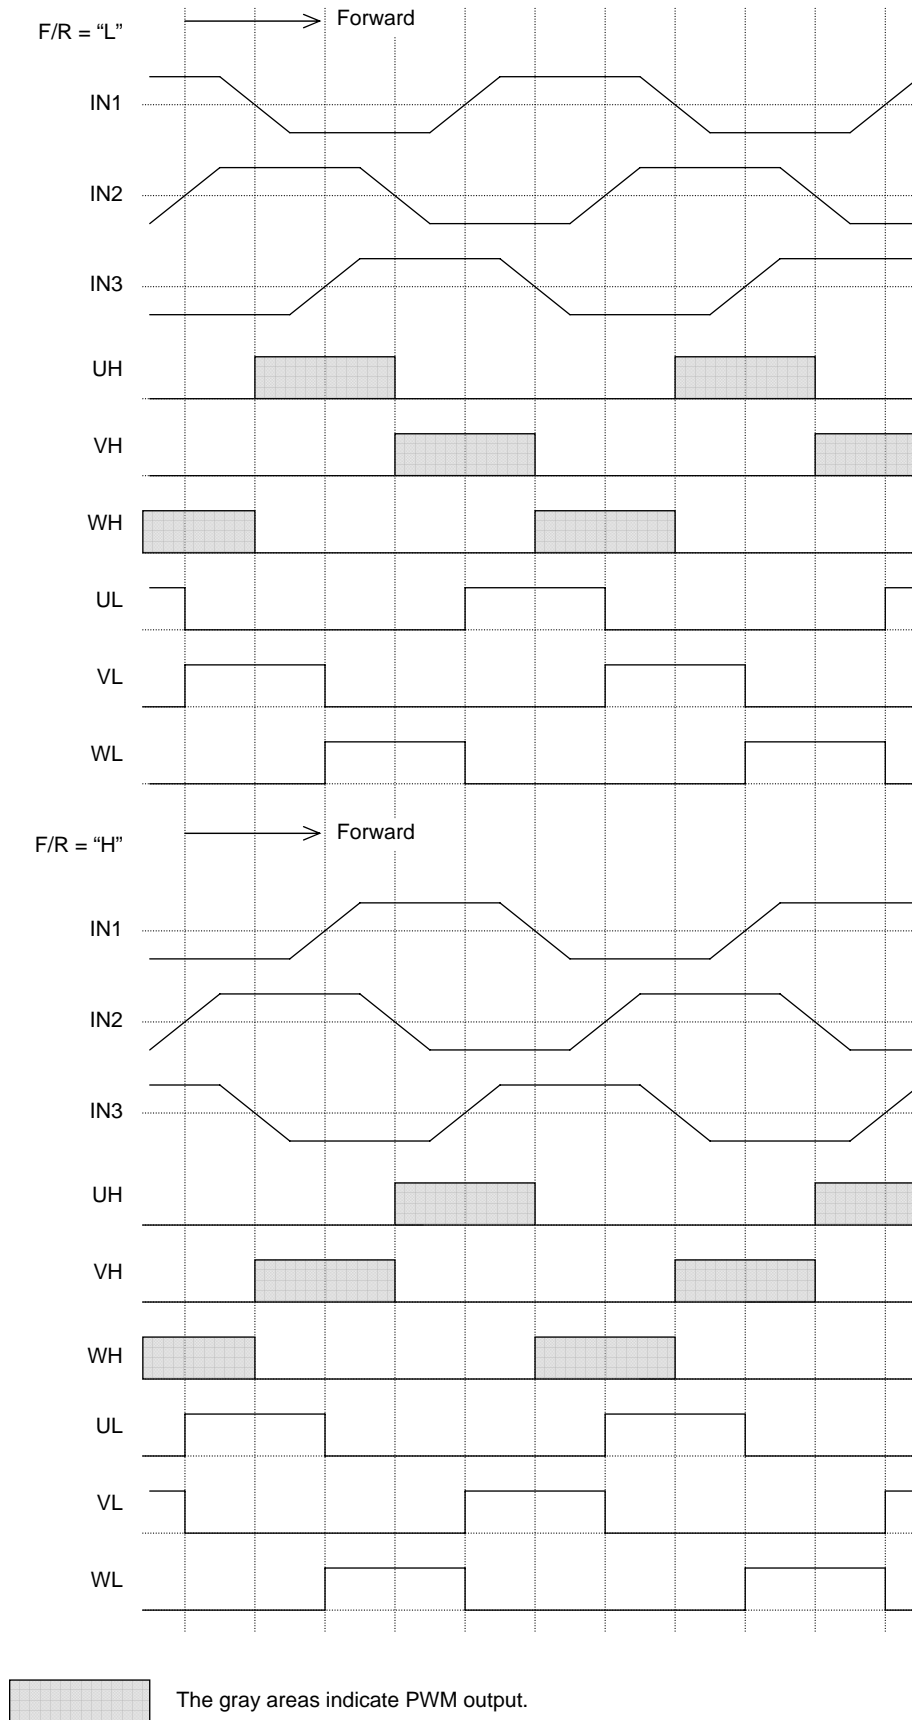 Forward
F/R = “L”
IN1
IN2
IN3
UH
VH
WH
UL
VL
WL
Forward
F/R = “H”
IN1
IN2
IN3
UH
VH
WH
UL
VL
WL
The gray areas indicate PWM output.